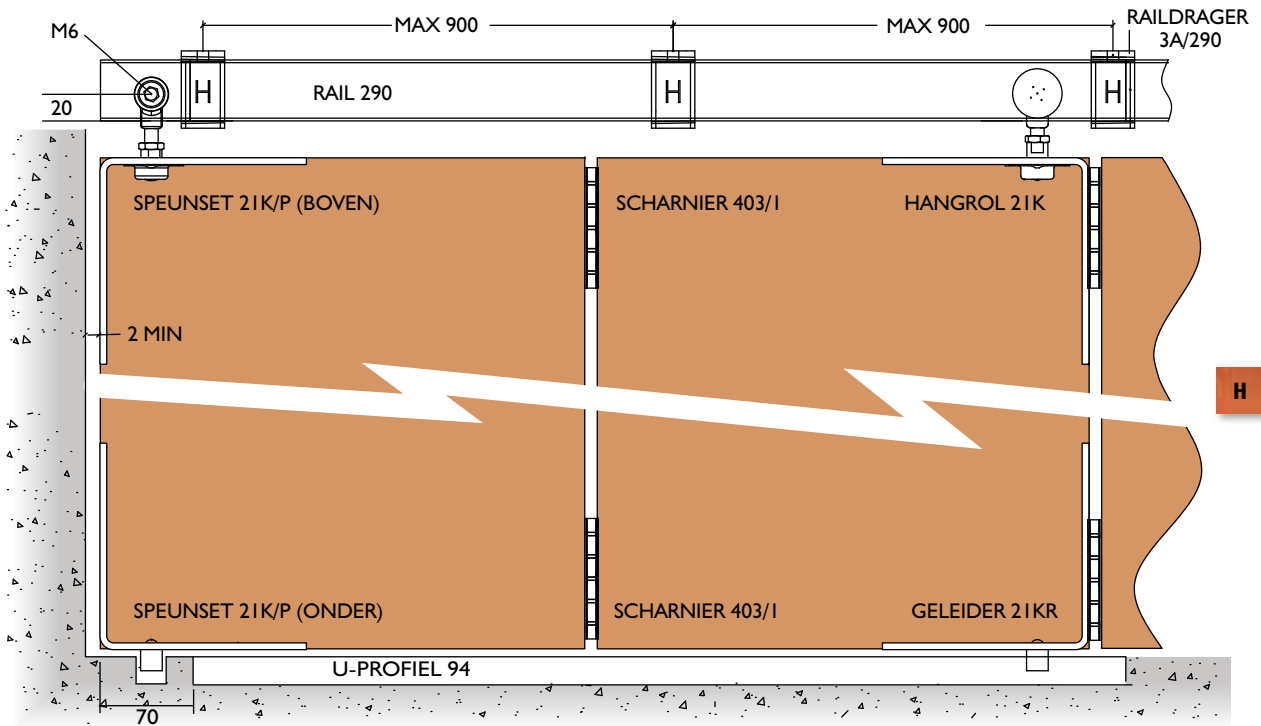 MAX 900
MAX 900
RAILDRAGER
3A/290
M6
H
RAIL 290
H
H
20
SPEUNSET 21K/P (BOVEN)
SCHARNIER 403/1
HANGROL 21K
2 MIN
H
SPEUNSET 21K/P (ONDER)
SCHARNIER 403/1
GELEIDER 21KR
U-PROFIEL 94
70